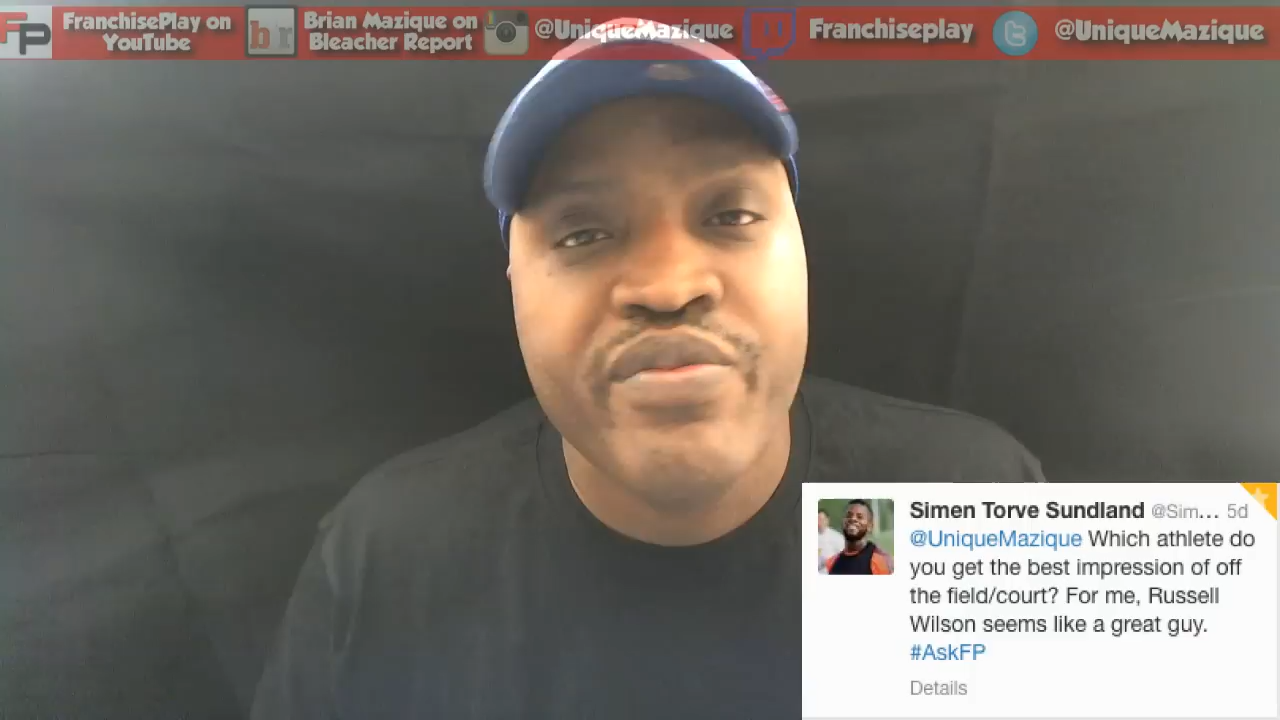 FP
FranchisePlay on
YouTube
br
Brian Mazique on
Bleacher Report
@UniqueMazique
Franchiseplay
@UniqueMazique
Simen Torve Sundland @Sim... 5d
@UniqueMazique Which athlete do
you get the best impression of off
the field/court? For me, Russell
Wilson seems like a great guy.
#AskFP
Details